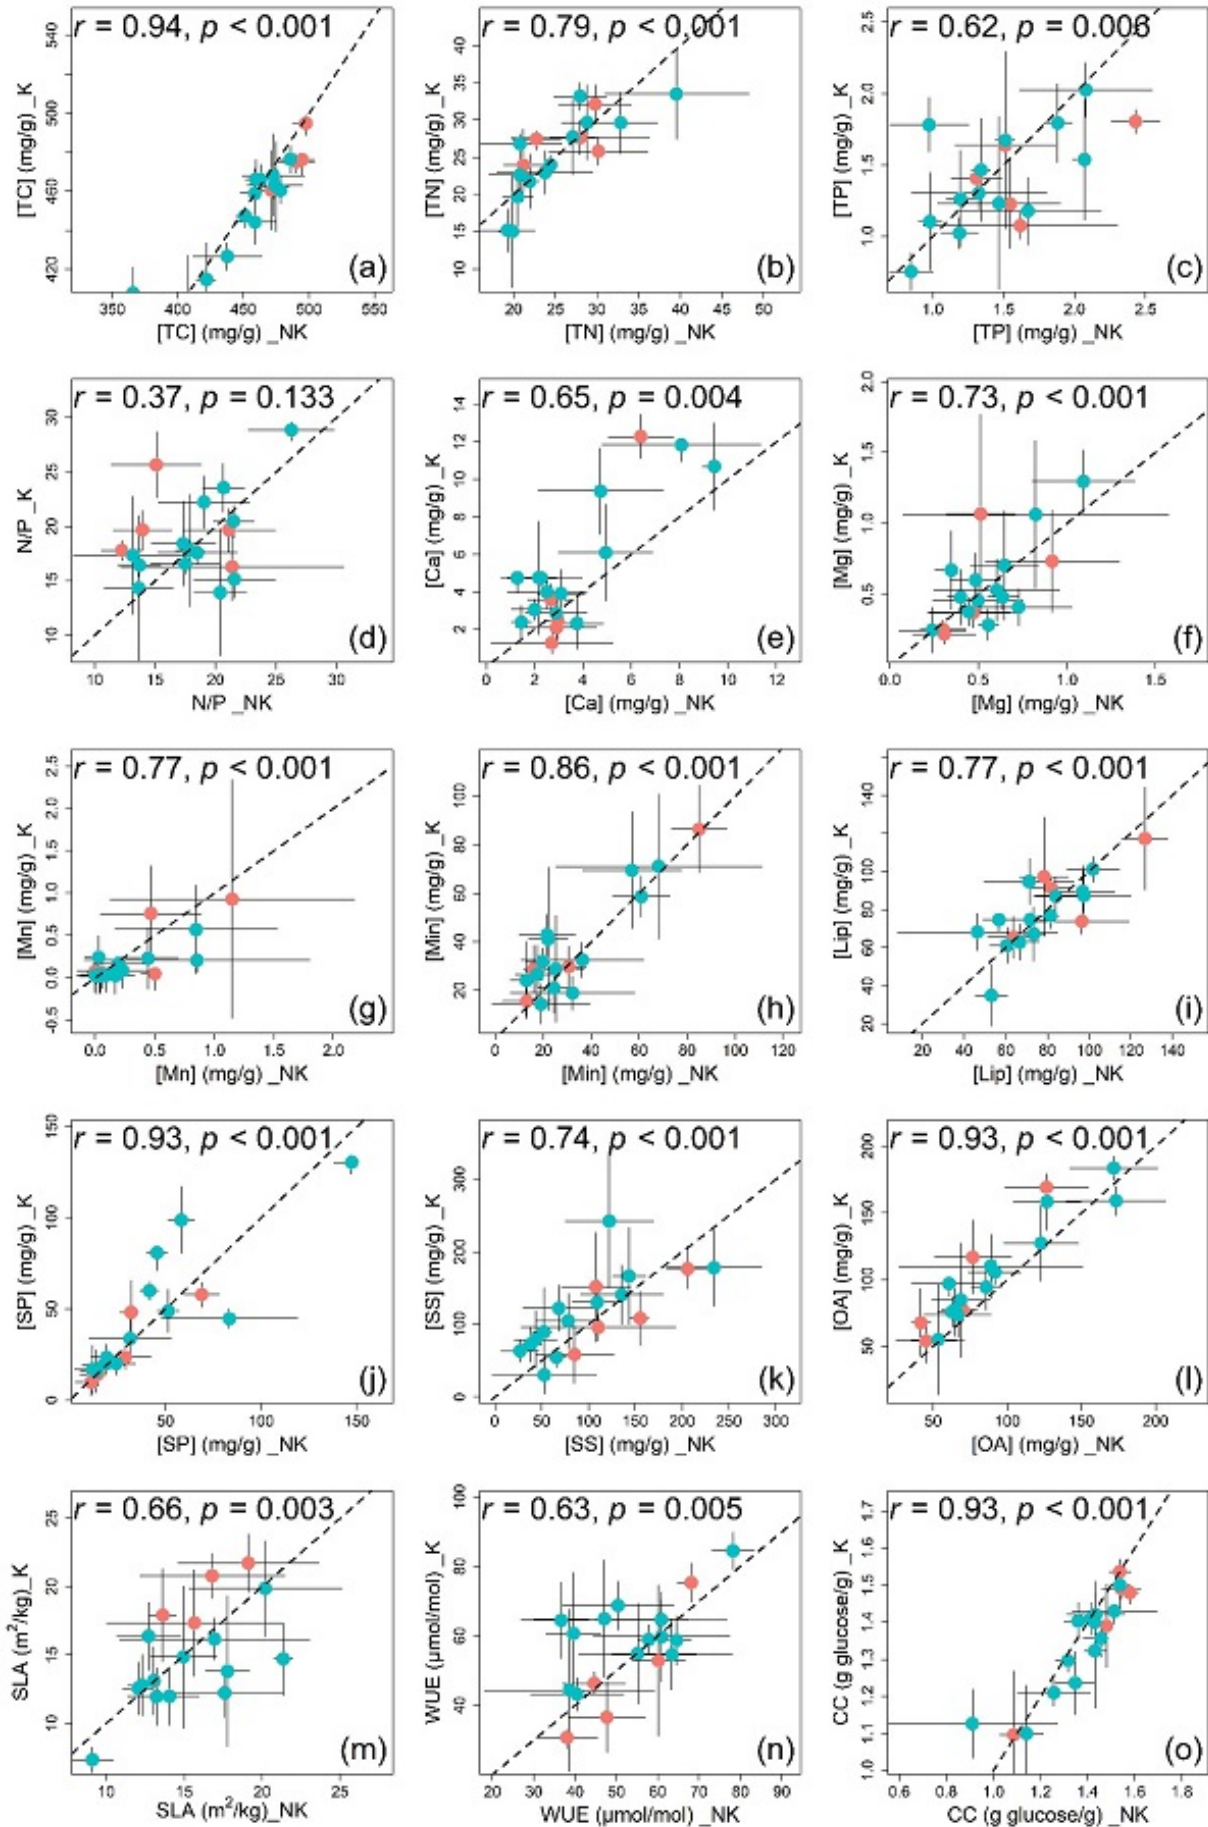 r = 0.94, p < 0.001
[TC] (mg/g) _K
420 460 500 540
(a)
350 400 450 500 550
[TC] (mg/g) _NK
r = 0.79, p < 0.001
[TN] (mg/g) _K
10 15 20 25 30 35 40
(b)
20 25 30 35 40 45 50
[TN] (mg/g) _NK
r = 0.62, p = 0.006
[TP] (mg/g) _K
1.0 1.5 2.0 2.5
(c)
1.0 1.5 2.0 2.5
[TP] (mg/g) _NK
r = 0.37, p = 0.133
N/P _K
10 15 20 25 30
(d)
10 15 20 25 30
N/P _NK
r = 0.65, p = 0.004
[Ca] (mg/g) _K
2 4 6 8 10 12 14
(e)
0 2 4 6 8 10 12
[Ca] (mg/g) _NK
r = 0.73, p < 0.001
[Mg] (mg/g) _K
0.5 1.0 1.5 2.0
(f)
0.0 0.5 1.0 1.5
[Mg] (mg/g) _NK
r = 0.77, p < 0.001
[Mn] (mg/g) _K
-0.5 0.0 0.5 1.0 1.5 2.0 2.5
(g)
0.0 0.5 1.0 1.5 2.0
[Mn] (mg/g) _NK
r = 0.86, p < 0.001
[Min] (mg/g) _K
20 40 60 80 100
(h)
0 20 40 60 80 100 120
[Min] (mg/g) _NK
r = 0.77, p < 0.001
[Lip] (mg/g) _K
20 40 60 80 100 140
(i)
20 40 60 80 100 120 140
[Lip] (mg/g) _NK
r = 0.93, p < 0.001
[SP] (mg/g) _K
0 50 100 150
(j)
50 100 150
[SP] (mg/g) _NK
r = 0.74, p < 0.001
[SS] (mg/g) _K
0 100 200 300
(k)
0 50 100 150 200 250 300
[SS] (mg/g) _NK
r = 0.93, p < 0.001
[OA] (mg/g) _K
50 100 150 200
(l)
50 100 150 200
[OA] (mg/g) _NK
r = 0.66, p = 0.003
SLA (m²/kg)_K
10 15 20 25
(m)
10 15 20 25
SLA (m²/kg)_NK
r = 0.63, p = 0.005
WUE (µmol/mol) _K
40 60 80 100
(n)
20 30 40 50 60 70 80 90
WUE (µmol/mol) _NK
r = 0.93, p < 0.001
CC (g glucose/g) _K
1.0 1.1 1.2 1.3 1.4 1.5 1.6 1.7
(o)
0.6 0.8 1.0 1.2 1.4 1.6 1.8
CC (g glucose/g) _NK